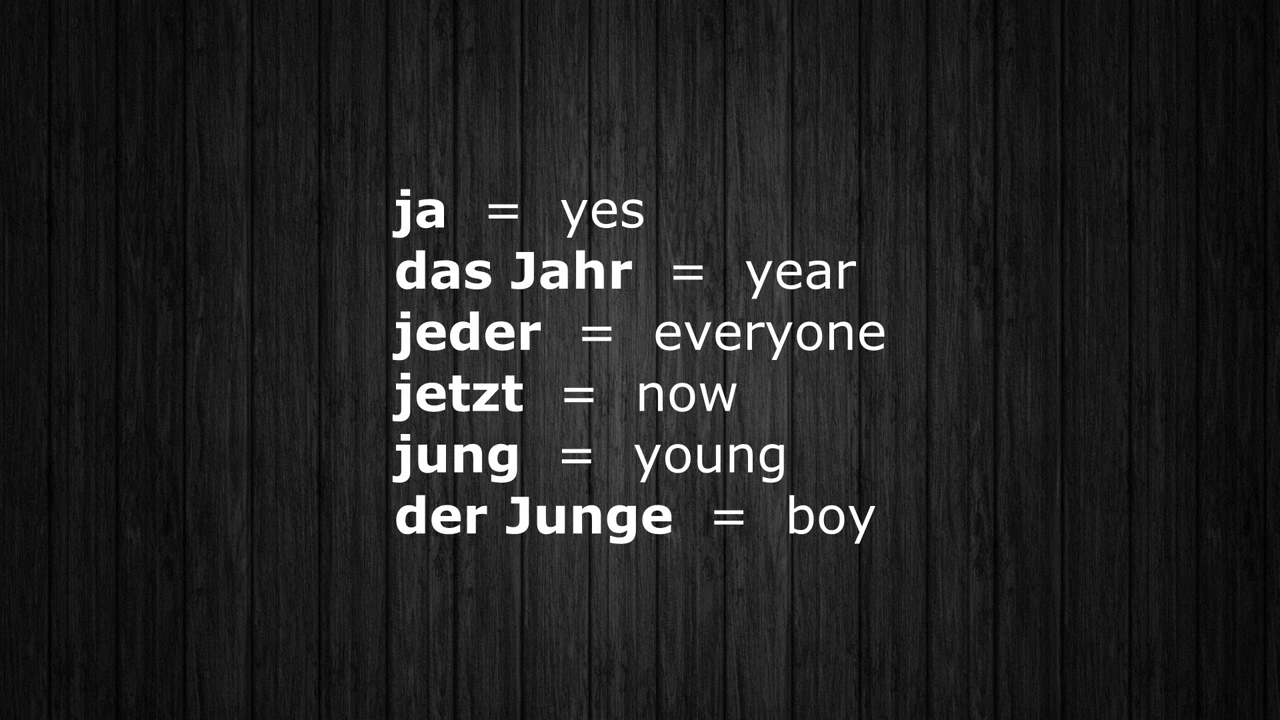 ja = yes
das Jahr = year
jeder = everyone
jetzt = now
jung = young
der Junge = boy